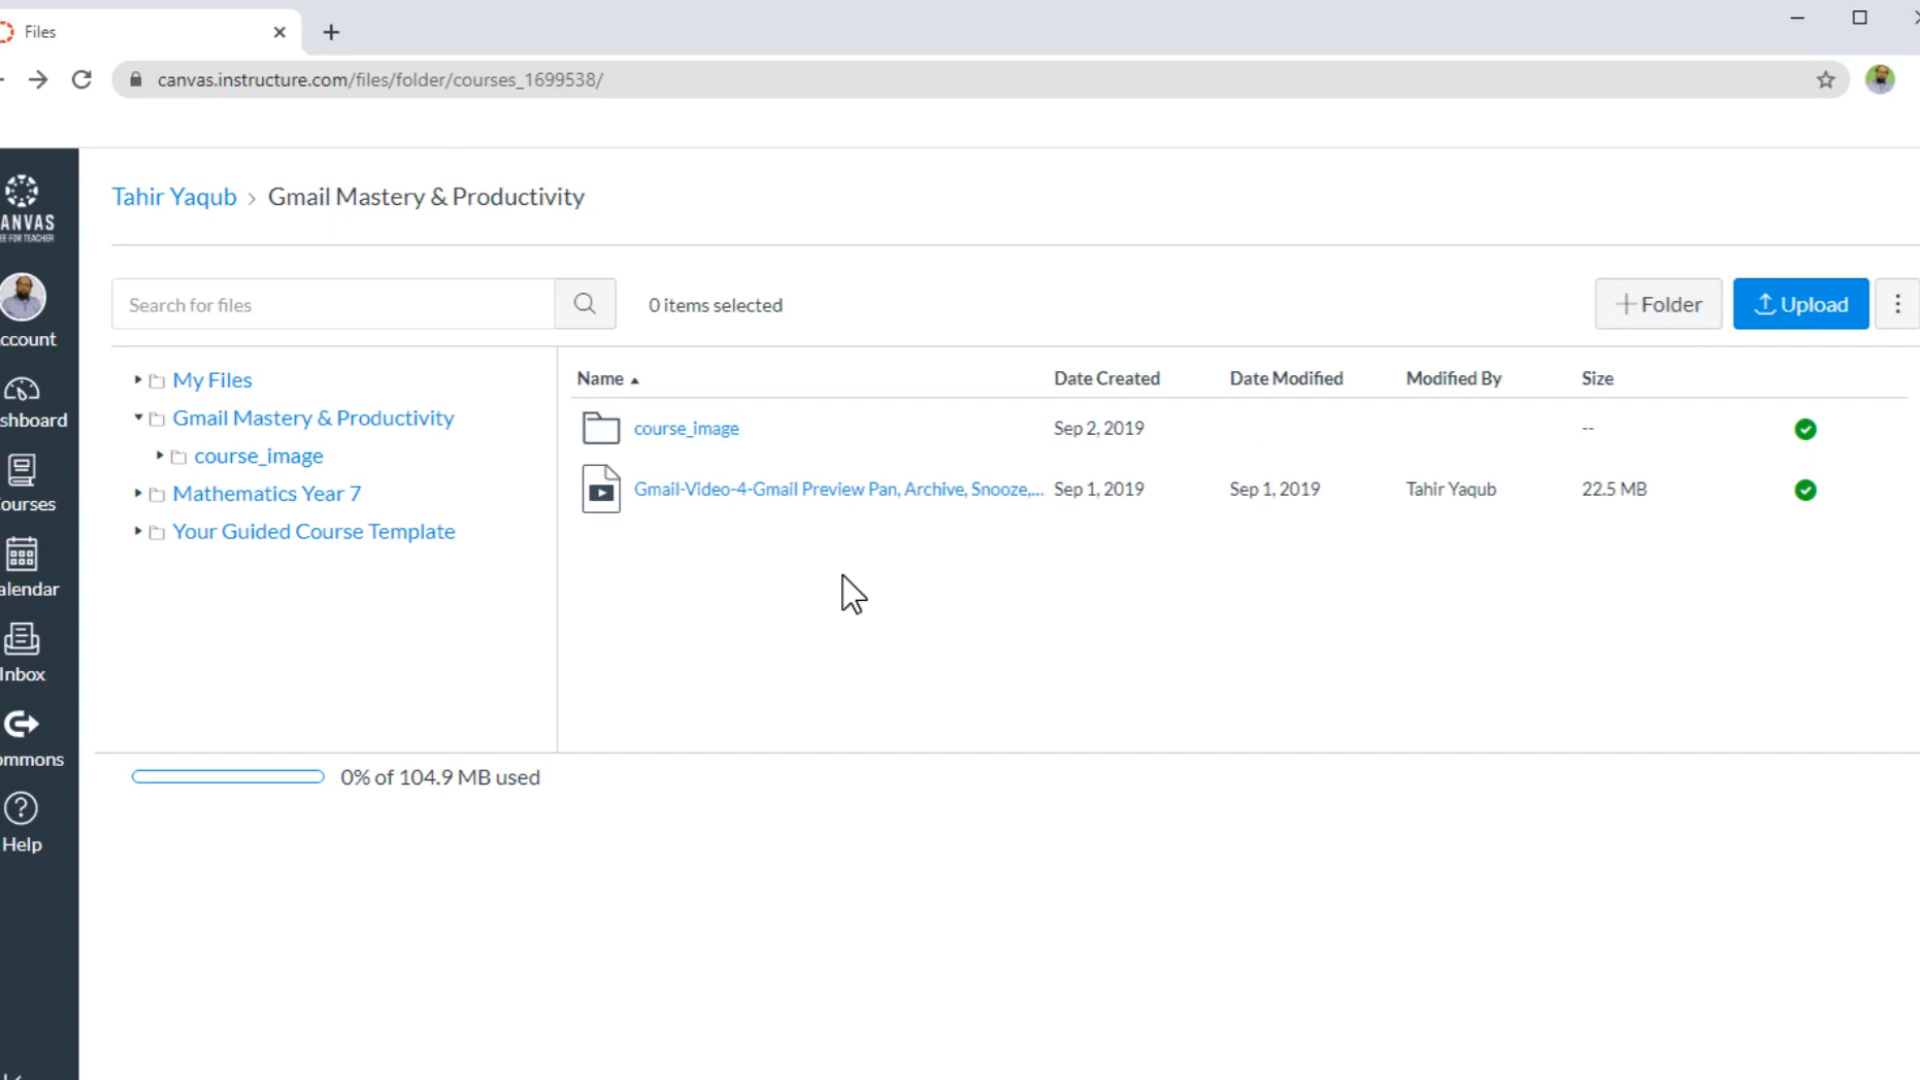 Files
canvas.instructure.com/files/folder/courses_1699538/
ANVAS
EE FOR TEACHER
ccount
shboard
ourses
alendar
Inbox
ommons
Help
Tahir Yaqub > Gmail Mastery & Productivity
Search for files
0 items selected
+ Folder
Upload
My Files
Gmail Mastery & Productivity
course_image
Mathematics Year 7
Your Guided Course Template
Name Date Created Date Modified Modified By Size
course_image Sep 2, 2019 --
Gmail-Video-4-Gmail Preview Pan, Archive, Snooze,... Sep 1, 2019 Sep 1, 2019 Tahir Yaqub 22.5 MB
0% of 104.9 MB used